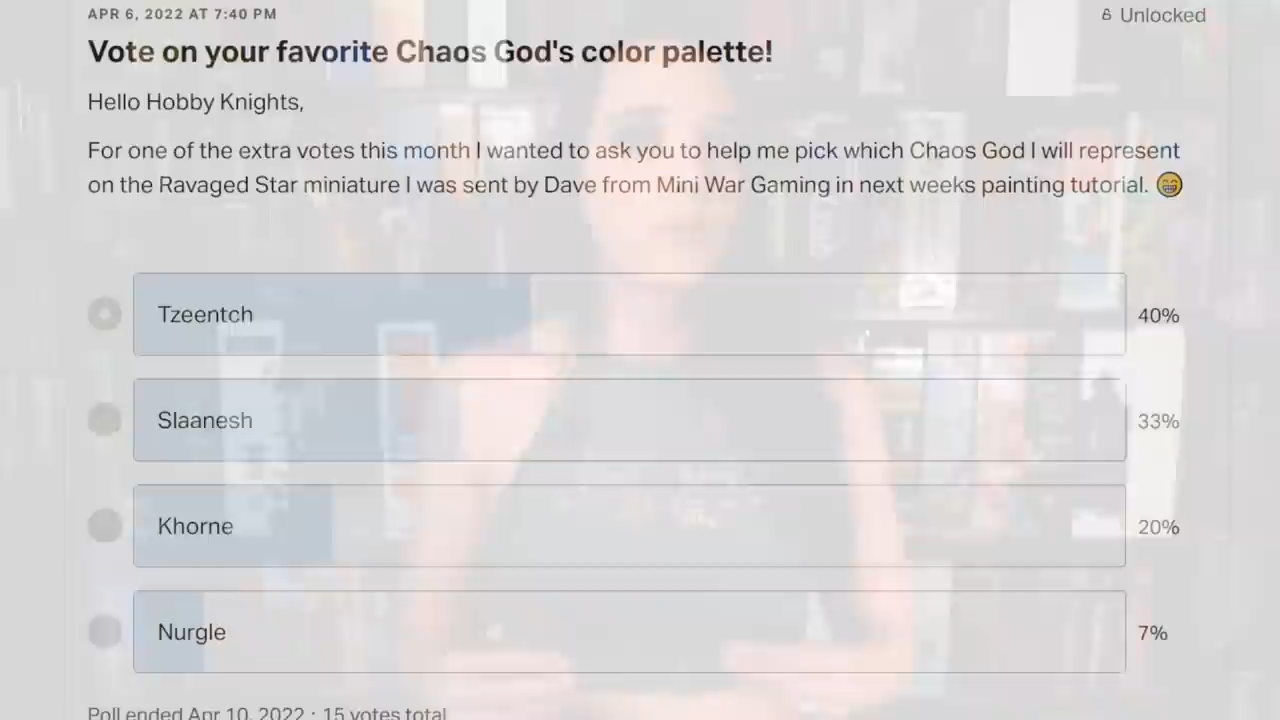 APR 6, 2022 AT 7:40 PM
Unlocked
Vote on your favorite Chaos God's color palette!
Hello Hobby Knights,
For one of the extra votes this month I wanted to ask you to help me pick which Chaos God I will represent
on the Ravaged Star miniature I was sent by Dave from Mini War Gaming in next weeks painting tutorial. 😁
Tzeentch
40%
Slaanesh
33%
Khorne
20%
Nurgle
7%
Poll ended Apr 10, 2022 · 15 votes total